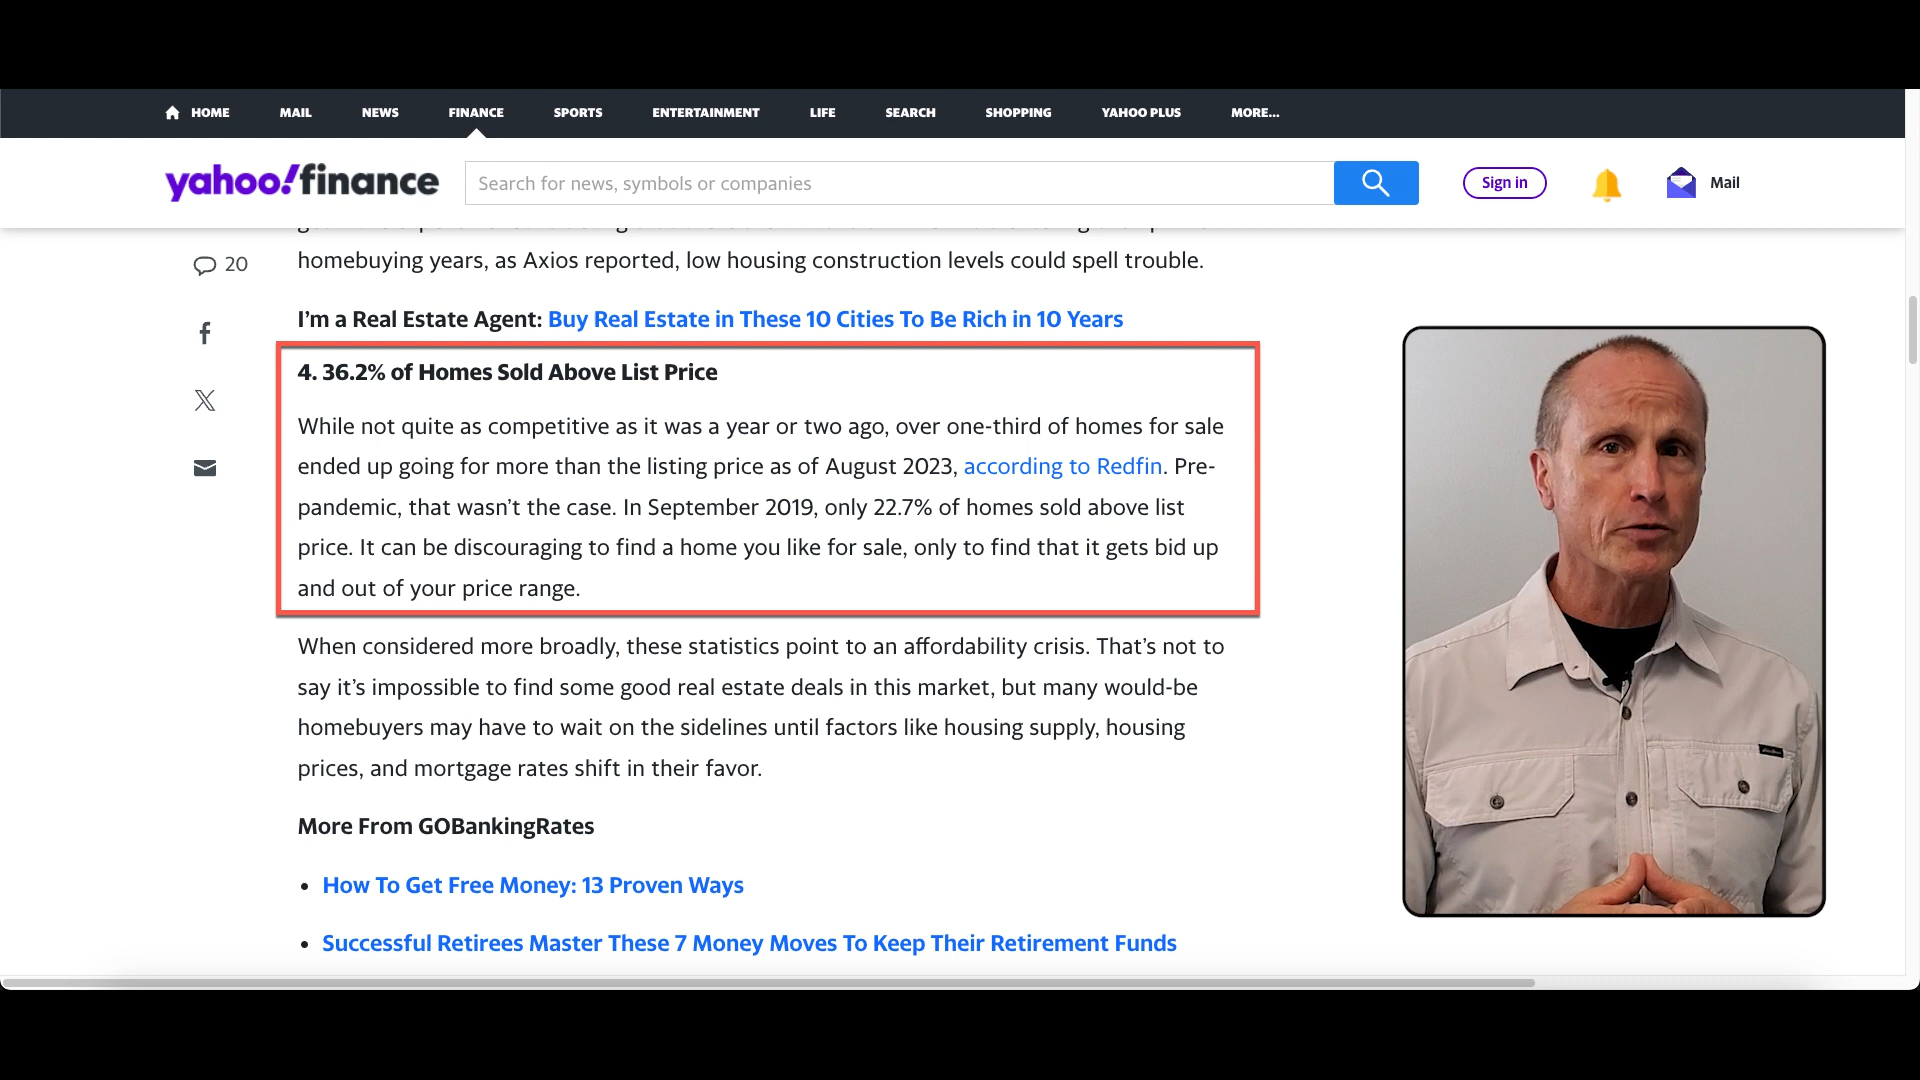 HOME MAIL NEWS FINANCE SPORTS ENTERTAINMENT LIFE SEARCH SHOPPING YAHOO PLUS MORE...
yahoo!finance Search for news, symbols or companies Sign in Mail
20
homebuying years, as Axios reported, low housing construction levels could spell trouble.
I’m a Real Estate Agent: Buy Real Estate in These 10 Cities To Be Rich in 10 Years
4. 36.2% of Homes Sold Above List Price
While not quite as competitive as it was a year or two ago, over one-third of homes for sale
ended up going for more than the listing price as of August 2023, according to Redfin. Pre-
pandemic, that wasn’t the case. In September 2019, only 22.7% of homes sold above list
price. It can be discouraging to find a home you like for sale, only to find that it gets bid up
and out of your price range.
When considered more broadly, these statistics point to an affordability crisis. That’s not to
say it’s impossible to find some good real estate deals in this market, but many would-be
homebuyers may have to wait on the sidelines until factors like housing supply, housing
prices, and mortgage rates shift in their favor.
More From GOBankingRates
• How To Get Free Money: 13 Proven Ways
• Successful Retirees Master These 7 Money Moves To Keep Their Retirement Funds